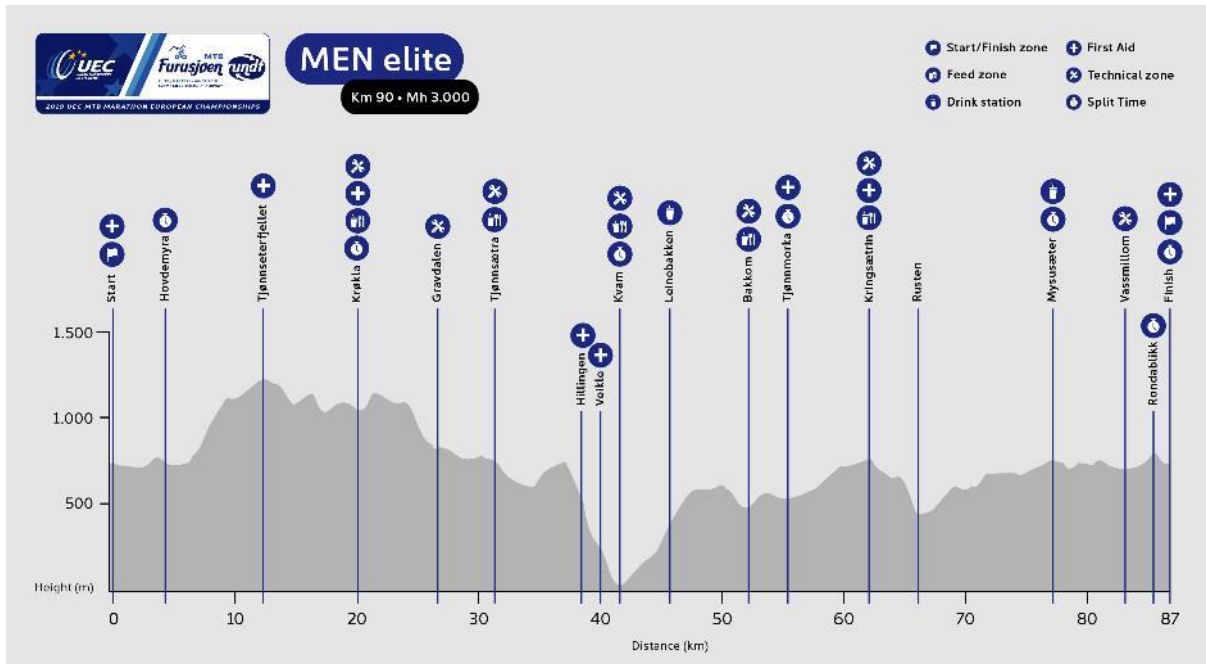 UEC
MTB
Furusjøen rundt
2019 UEC MTB MARATHON EUROPEAN CHAMPIONSHIPS
MEN elite
Km 90 • Mh 3.000
Start/Finish zone
First Aid
Feed zone
Technical zone
Drink station
Split Time
Start
Hovdemyra
Tjønnseterfjellet
Krøkla
Gravdalen
Tjønnsætra
Hillingen
Veikle
Kvam
Leinebakken
Bakkom
Tjønnmorka
Kringsætrin
Rusten
Mysusæter
Vassmillom
Rondablikk
Finish
1.500
1.000
500
Height (m)
0 10 20 30 40 50 60 70 80 87
Distance (km)